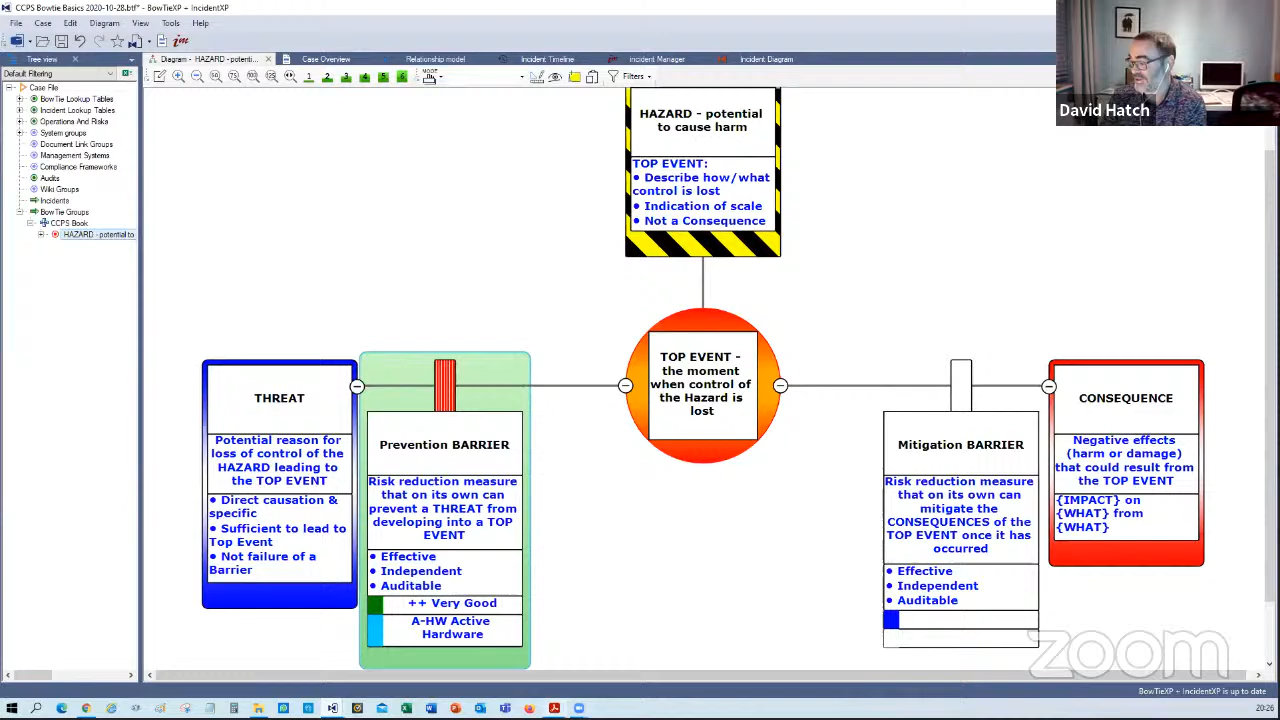 CCPS Bowtie Basics 2020-10-28.btf* - BowTieXP + IncidentXP
File Case Edit Diagram View Tools Help
Tree view
Diagram - HAZARD - potenti...
Case Overview
Relationship model
Incident Timeline
Incident Manager
Incident Diagram
Default Filtering
MODE
Filters
Case File
BowTie Lookup Tables
Incident Lookup Tables
Operations And Risks
System groups
Document Link Groups
Management Systems
Compliance Frameworks
Audits
Wiki Groups
Incidente
BowTie Groups
CCPS Book
HAZARD - potential to
HAZARD - potential
to cause harm
TOP EVENT:
● Describe how/what
control is lost
● Indication of scale
● Not a Consequence
TOP EVENT -
the moment
when control of
the Hazard is
lost
THREAT
Potential reason for
loss of control of the
HAZARD leading to
the TOP EVENT
● Direct causation &
specific
● Sufficient to lead to
Top Event
● Not failure of a
Barrier
Prevention BARRIER
Risk reduction measure
that on its own can
prevent a THREAT from
developing into a TOP
EVENT
● Effective
● Independent
● Auditable
++ Very Good
A-HW Active
Hardware
Mitigation BARRIER
Risk reduction measure
that on its own can
mitigate the
CONSEQUENCES of the
TOP EVENT once it has
occurred
● Effective
● Independent
● Auditable
CONSEQUENCE
Negative effects
(harm or damage)
that could result from
the TOP EVENT
{IMPACT} on
{WHAT} from
{WHAT}
David Hatch
zoom
BowTieXP + IncidentXP is up to date
20:26